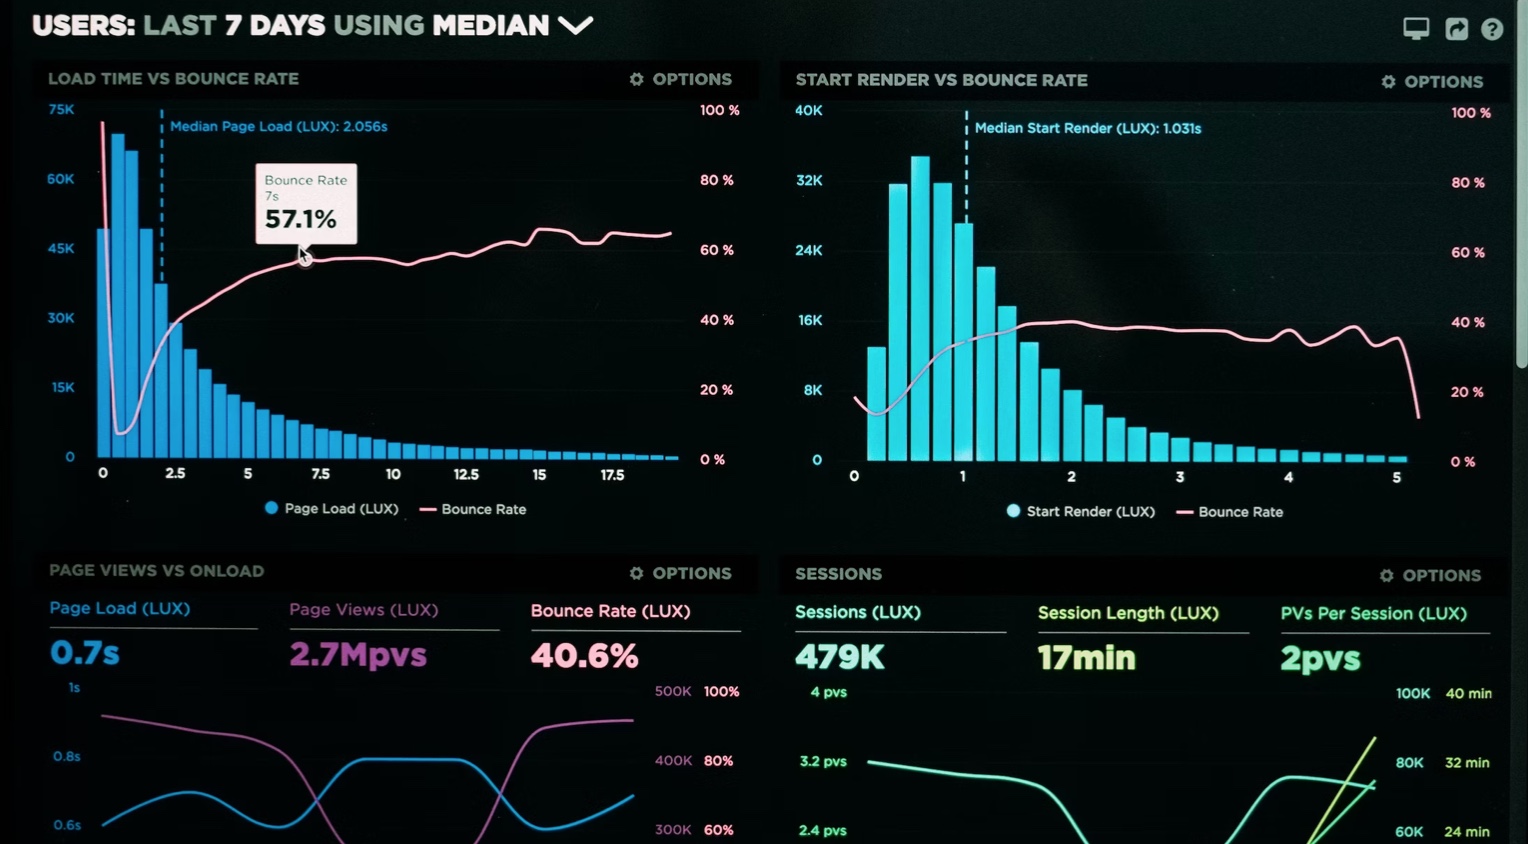 USERS: LAST 7 DAYS USING MEDIAN
LOAD TIME VS BOUNCE RATE
OPTIONS
75K
60K
45K
30K
15K
0
Median Page Load (LUX): 2.056s
Bounce Rate
7s
57.1%
100 %
80 %
60 %
40 %
20 %
0 %
0 2.5 5 7.5 10 12.5 15 17.5
Page Load (LUX) Bounce Rate
START RENDER VS BOUNCE RATE
OPTIONS
40K
32K
24K
16K
8K
0
Median Start Render (LUX): 1.031s
100 %
80 %
60 %
40 %
20 %
0 %
0 1 2 3 4 5
Start Render (LUX) Bounce Rate
PAGE VIEWS VS ONLOAD
OPTIONS
Page Load (LUX)
0.7s
Page Views (LUX)
2.7Mpvs
Bounce Rate (LUX)
40.6%
1s
0.8s
0.6s
500K 100%
400K 80%
300K 60%
SESSIONS
OPTIONS
Sessions (LUX)
479K
Session Length (LUX)
17min
PVs Per Session (LUX)
2pvs
4 pvs
3.2 pvs
2.4 pvs
100K 40 min
80K 32 min
60K 24 min